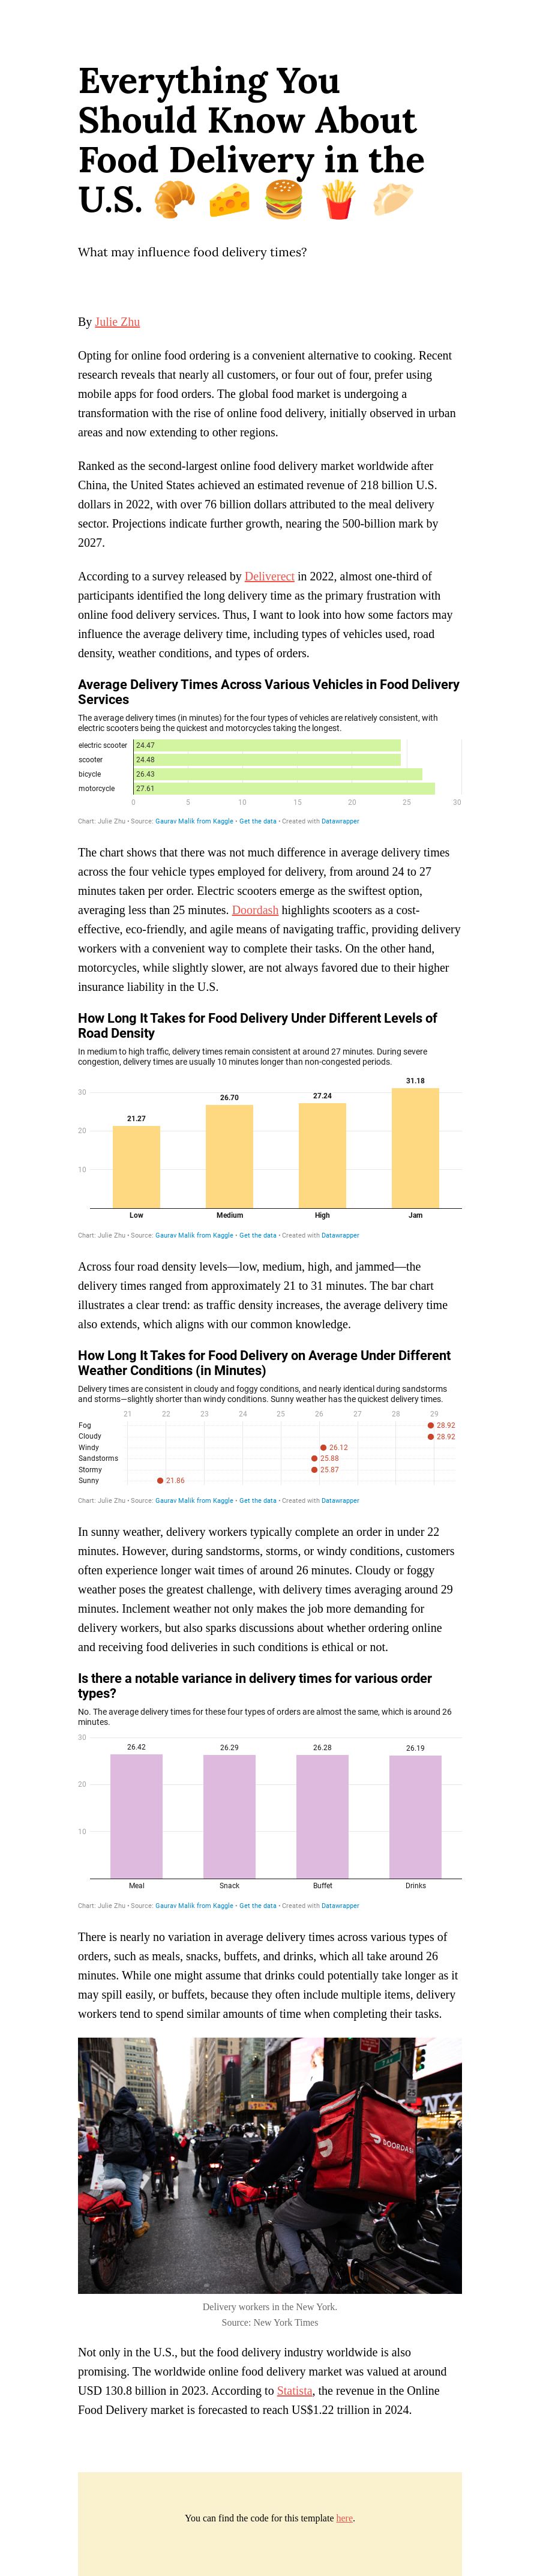 Everything You
Should Know About
Food Delivery in the
U.S. 🥐 🧀 🍔 🍟 🥟
What may influence food delivery times?
By Julie Zhu
Opting for online food ordering is a convenient alternative to cooking. Recent
research reveals that nearly all customers, or four out of four, prefer using
mobile apps for food orders. The global food market is undergoing a
transformation with the rise of online food delivery, initially observed in urban
areas and now extending to other regions.
Ranked as the second-largest online food delivery market worldwide after
China, the United States achieved an estimated revenue of 218 billion U.S.
dollars in 2022, with over 76 billion dollars attributed to the meal delivery
sector. Projections indicate further growth, nearing the 500-billion mark by
2027.
According to a survey released by Deliverect in 2022, almost one-third of
participants identified the long delivery time as the primary frustration with
online food delivery services. Thus, I want to look into how some factors may
influence the average delivery time, including types of vehicles used, road
density, weather conditions, and types of orders.
Average Delivery Times Across Various Vehicles in Food Delivery
Services
The average delivery times (in minutes) for the four types of vehicles are relatively consistent, with
electric scooters being the quickest and motorcycles taking the longest.
electric scooter 24.47
scooter 24.48
bicycle 26.43
motorcycle 27.61
0 5 10 15 20 25 30
Chart: Julie Zhu • Source: Gaurav Malik from Kaggle • Get the data • Created with Datawrapper
The chart shows that there was not much difference in average delivery times
across the four vehicle types employed for delivery, from around 24 to 27
minutes taken per order. Electric scooters emerge as the swiftest option,
averaging less than 25 minutes. Doordash highlights scooters as a cost-
effective, eco-friendly, and agile means of navigating traffic, providing delivery
workers with a convenient way to complete their tasks. On the other hand,
motorcycles, while slightly slower, are not always favored due to their higher
insurance liability in the U.S.
How Long It Takes for Food Delivery Under Different Levels of
Road Density
In medium to high traffic, delivery times remain consistent at around 27 minutes. During severe
congestion, delivery times are usually 10 minutes longer than non-congested periods.
30
20
10
21.27 26.70 27.24 31.18
Low Medium High Jam
Chart: Julie Zhu • Source: Gaurav Malik from Kaggle • Get the data • Created with Datawrapper
Across four road density levels—low, medium, high, and jammed—the
delivery times ranged from approximately 21 to 31 minutes. The bar chart
illustrates a clear trend: as traffic density increases, the average delivery time
also extends, which aligns with our common knowledge.
How Long It Takes for Food Delivery on Average Under Different
Weather Conditions (in Minutes)
Delivery times are consistent in cloudy and foggy conditions, and nearly identical during sandstorms
and storms—slightly shorter than windy conditions. Sunny weather has the quickest delivery times.
21 22 23 24 25 26 27 28 29
Fog 28.92
Cloudy 28.92
Windy 26.12
Sandstorms 25.88
Stormy 25.87
Sunny 21.86
Chart: Julie Zhu • Source: Gaurav Malik from Kaggle • Get the data • Created with Datawrapper
In sunny weather, delivery workers typically complete an order in under 22
minutes. However, during sandstorms, storms, or windy conditions, customers
often experience longer wait times of around 26 minutes. Cloudy or foggy
weather poses the greatest challenge, with delivery times averaging around 29
minutes. Inclement weather not only makes the job more demanding for
delivery workers, but also sparks discussions about whether ordering online
and receiving food deliveries in such conditions is ethical or not.
Is there a notable variance in delivery times for various order
types?
No. The average delivery times for these four types of orders are almost the same, which is around 26
minutes.
30
20
10
26.42 26.29 26.28 26.19
Meal Snack Buffet Drinks
Chart: Julie Zhu • Source: Gaurav Malik from Kaggle • Get the data • Created with Datawrapper
There is nearly no variation in average delivery times across various types of
orders, such as meals, snacks, buffets, and drinks, which all take around 26
minutes. While one might assume that drinks could potentially take longer as it
may spill easily, or buffets, because they often include multiple items, delivery
workers tend to spend similar amounts of time when completing their tasks.
DOORDASH
Delivery workers in the New York.
Source: New York Times
Not only in the U.S., but the food delivery industry worldwide is also
promising. The worldwide online food delivery market was valued at around
USD 130.8 billion in 2023. According to Statista, the revenue in the Online
Food Delivery market is forecasted to reach US$1.22 trillion in 2024.
You can find the code for this template here.